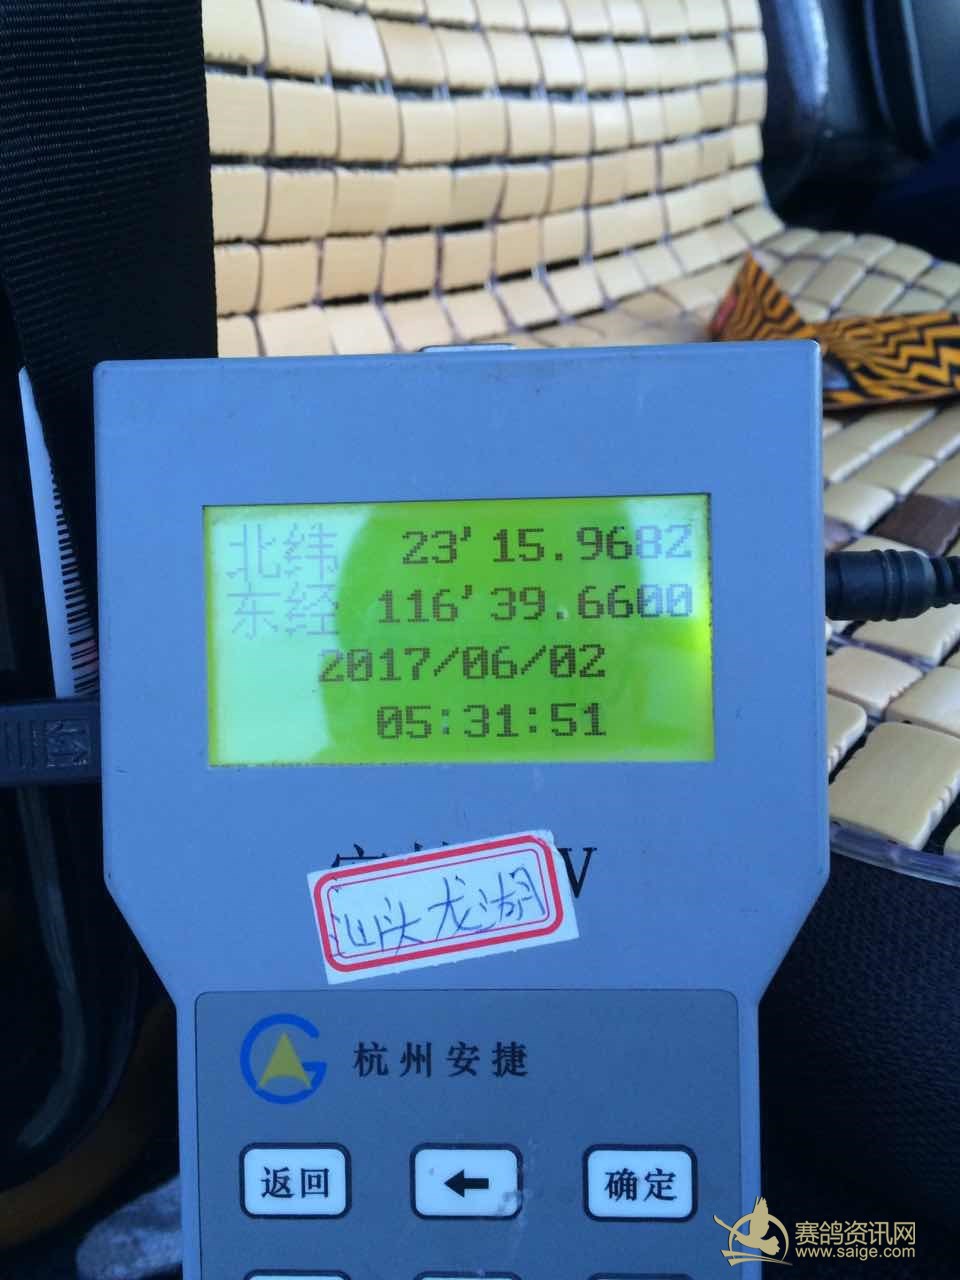 北纬 23'15.9682
东经 116'39.6600
2017/06/02
05:31:51
V
汕头龙湖
杭州安捷
返回
←
确定
赛鸽资讯网
www.saige.com